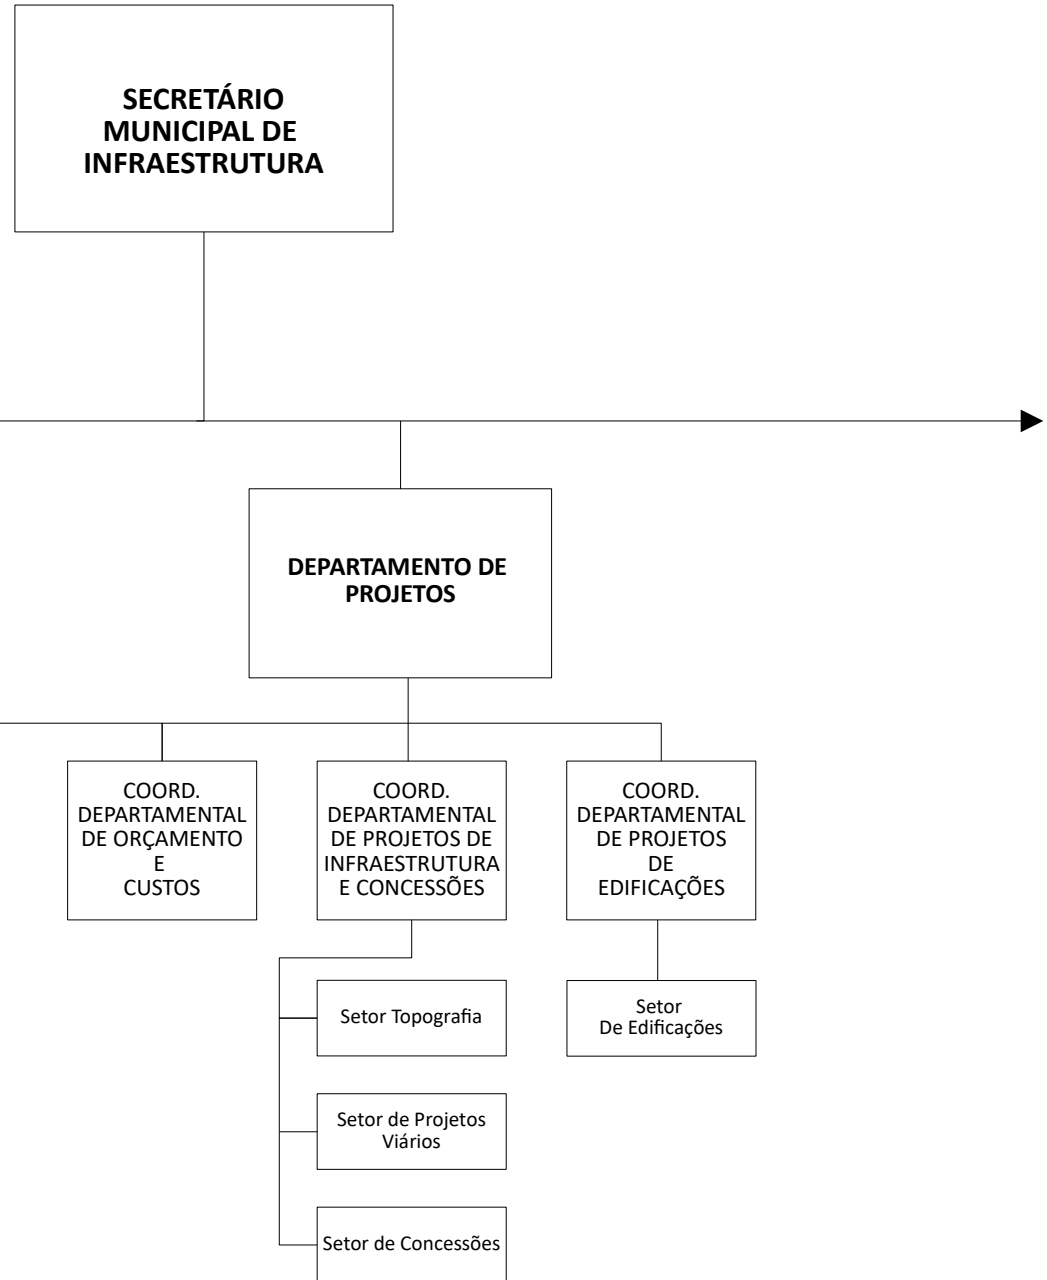 SECRETÁRIO
MUNICIPAL DE
INFRAESTRUTURA
DEPARTAMENTO DE
PROJETOS
COORD.
DEPARTAMENTAL
DE ORÇAMENTO
E
CUSTOS
COORD.
DEPARTAMENTAL
DE PROJETOS DE
INFRAESTRUTURA
E CONCESSÕES
COORD.
DEPARTAMENTAL
DE PROJETOS
DE
EDIFICAÇÕES
Setor Topografia
Setor de Projetos
Viários
Setor de Concessões
Setor
De Edificações